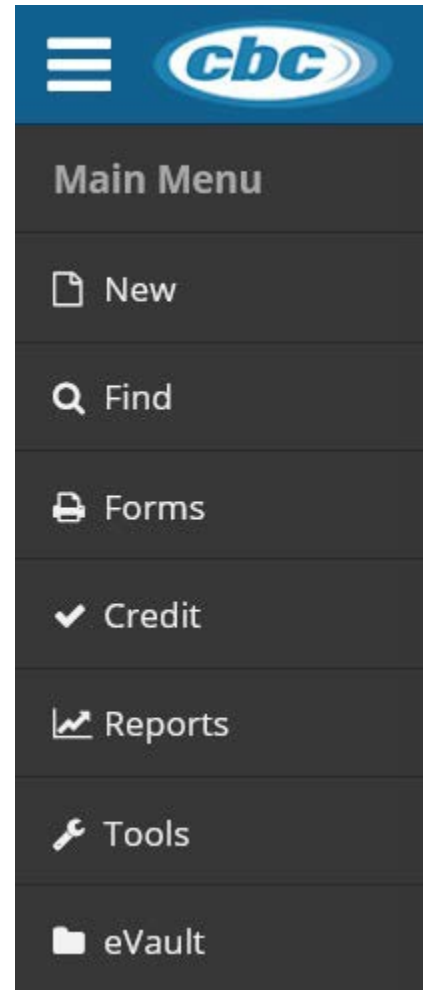 cbc
Main Menu
New
Find
Forms
Credit
Reports
Tools
eVault